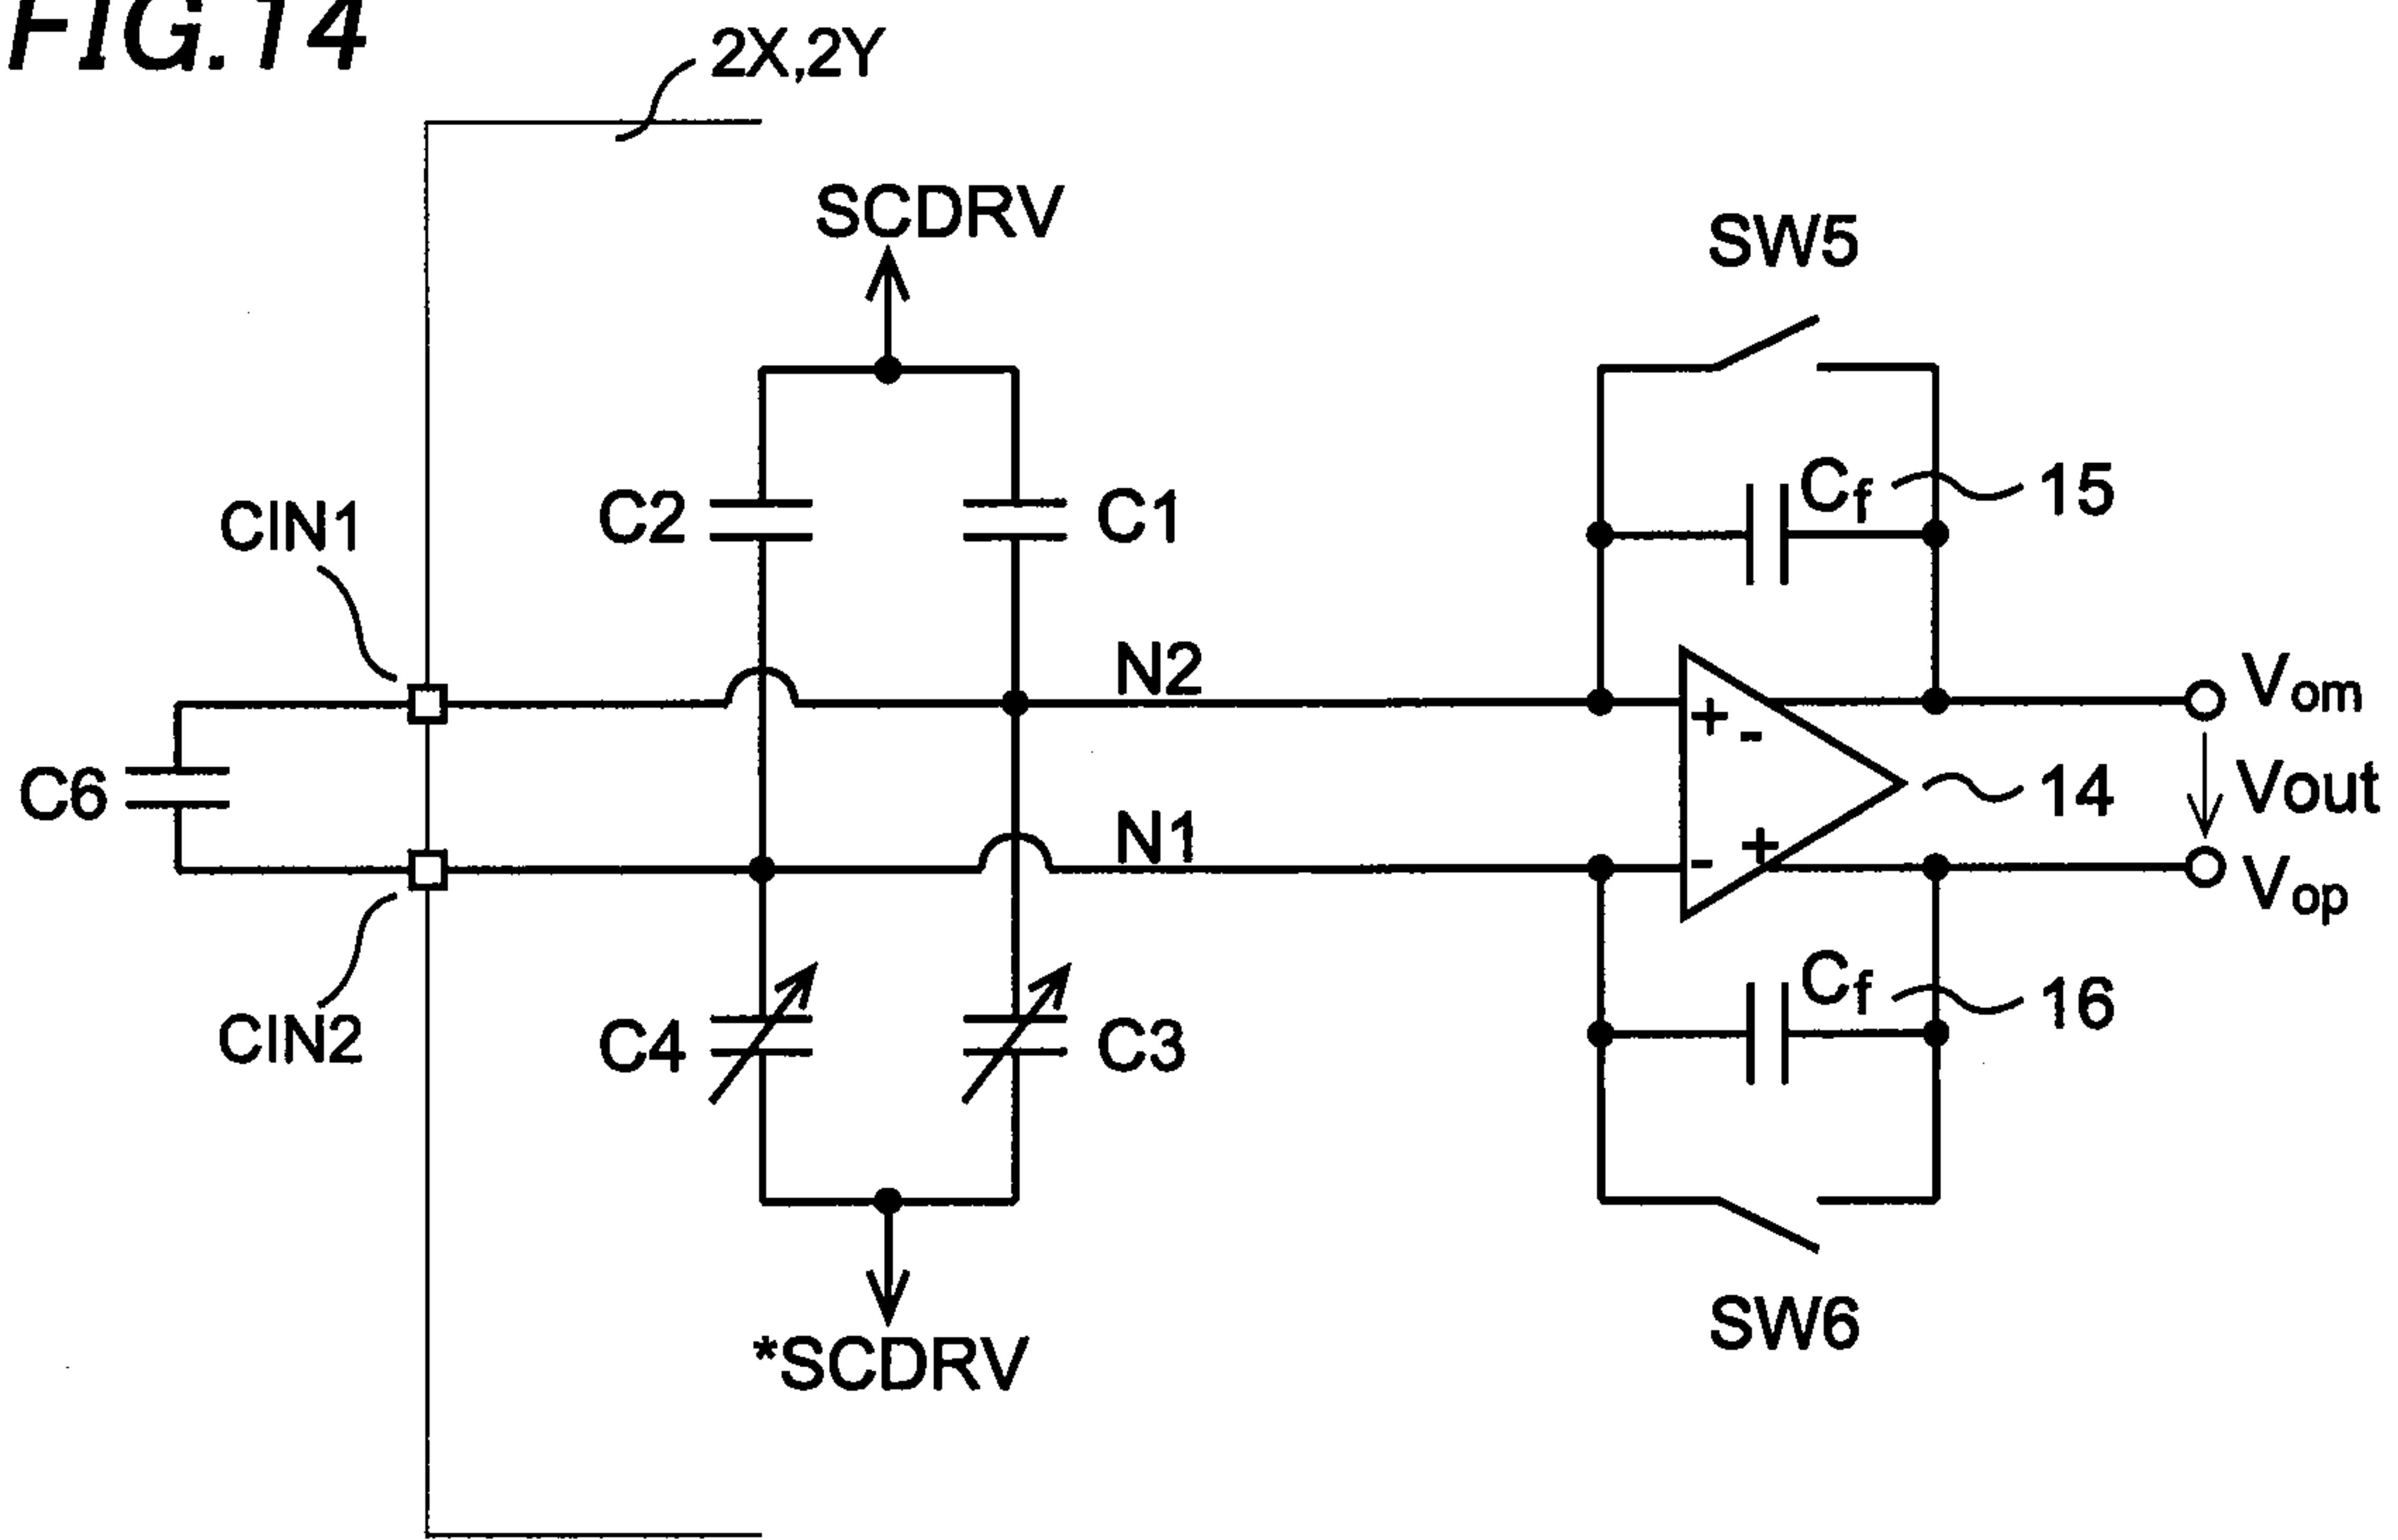 FIG.14
2X,2Y
SCDRV
SW5
Cf
15
C2
C1
CIN1
N2
Vom
+
-
C6
14
Vout
N1
-
+
Vop
Cf
16
C4
C3
CIN2
SW6
*SCDRV